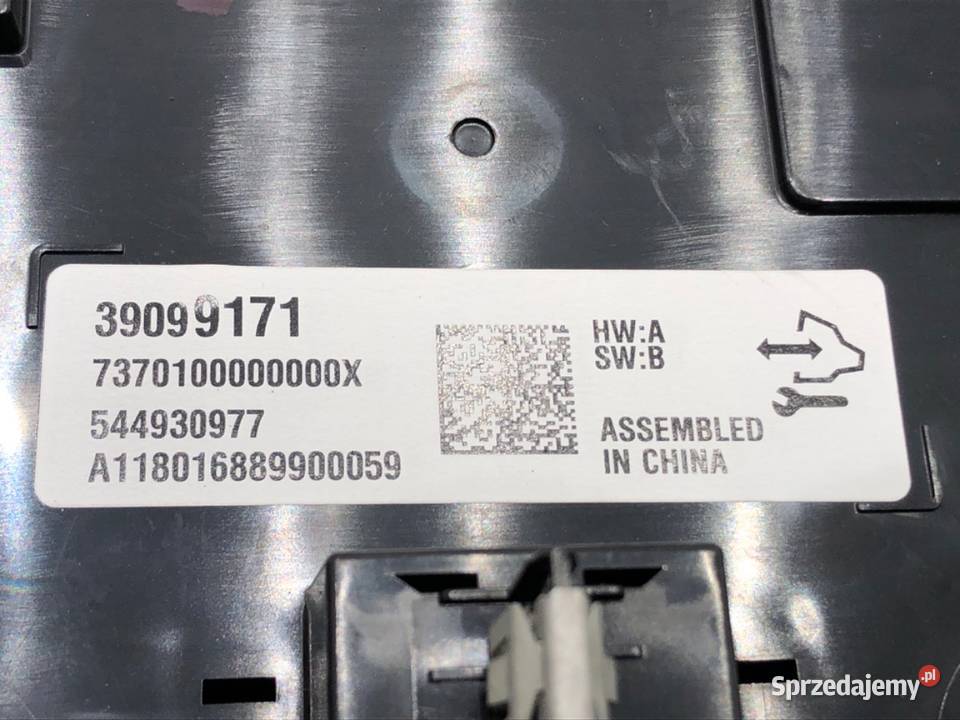 39099171
7370100000000X
544930977
A118016889900059
HW:A
SW:B
ASSEMBLED
IN CHINA
Sprzedajemy.pl